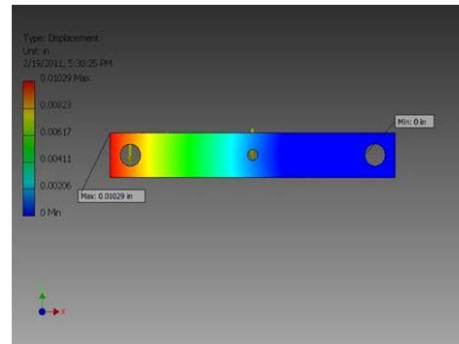 Type: Displacement
Unit: in
2/19/2011, 5:30:25 PM
0.01029 Max
0.00823
0.00617
0.00411
0.00206
0 Min
Min: 0 in
Max: 0.01029 in
X